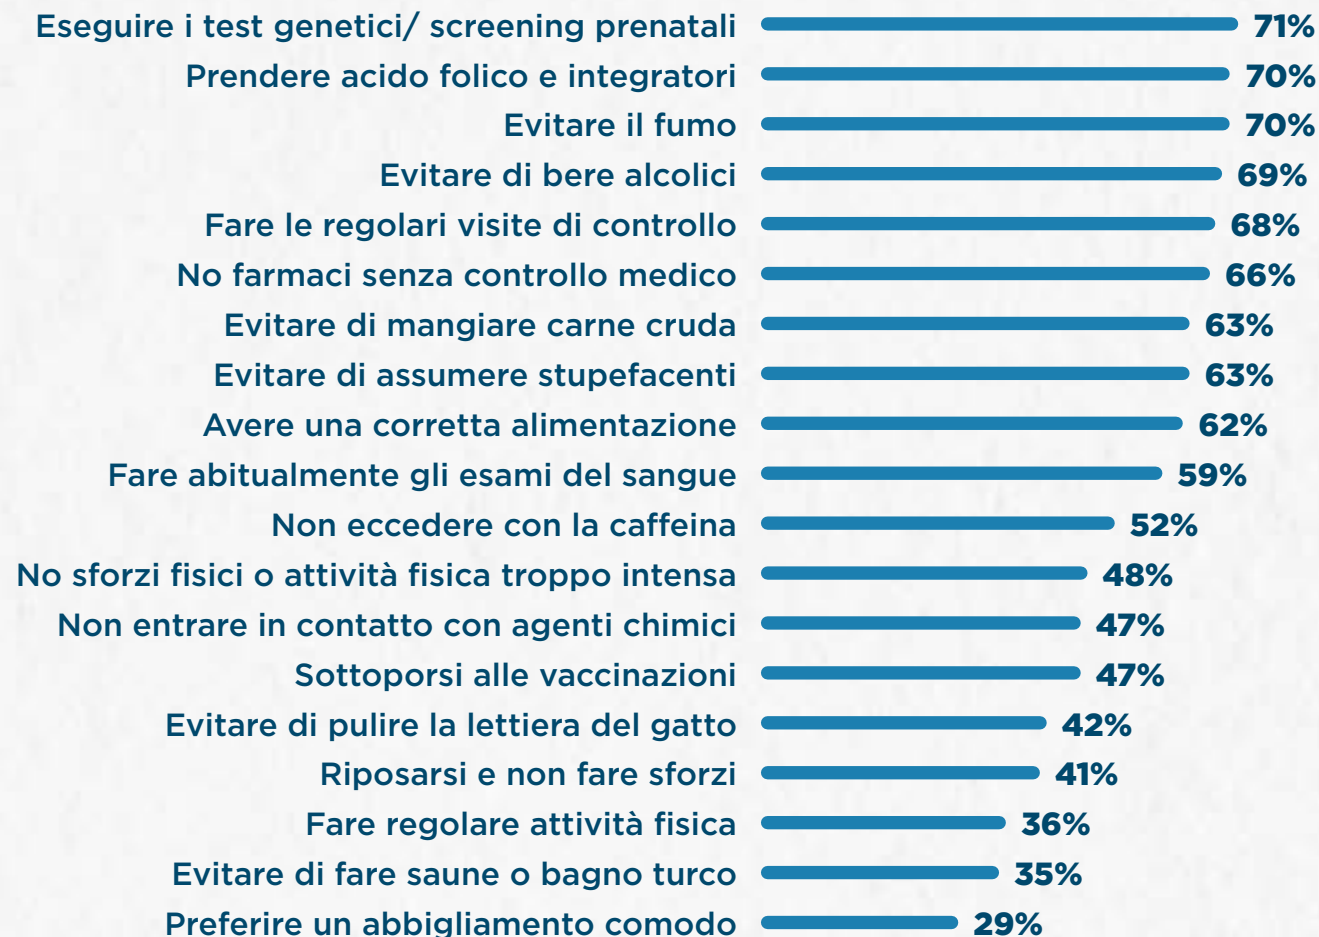 Eseguire i test genetici/ screening prenatali 71%
Prendere acido folico e integratori 70%
Evitare il fumo 70%
Evitare di bere alcolici 69%
Fare le regolari visite di controllo 68%
No farmaci senza controllo medico 66%
Evitare di mangiare carne cruda 63%
Evitare di assumere stupefacenti 63%
Avere una corretta alimentazione 62%
Fare abitualmente gli esami del sangue 59%
Non eccedere con la caffeina 52%
No sforzi fisici o attività fisica troppo intensa 48%
Non entrare in contatto con agenti chimici 47%
Sottoporsi alle vaccinazioni 47%
Evitare di pulire la lettiera del gatto 42%
Riposarsi e non fare sforzi 41%
Fare regolare attività fisica 36%
Evitare di fare saune o bagno turco 35%
Preferire un abbigliamento comodo 29%